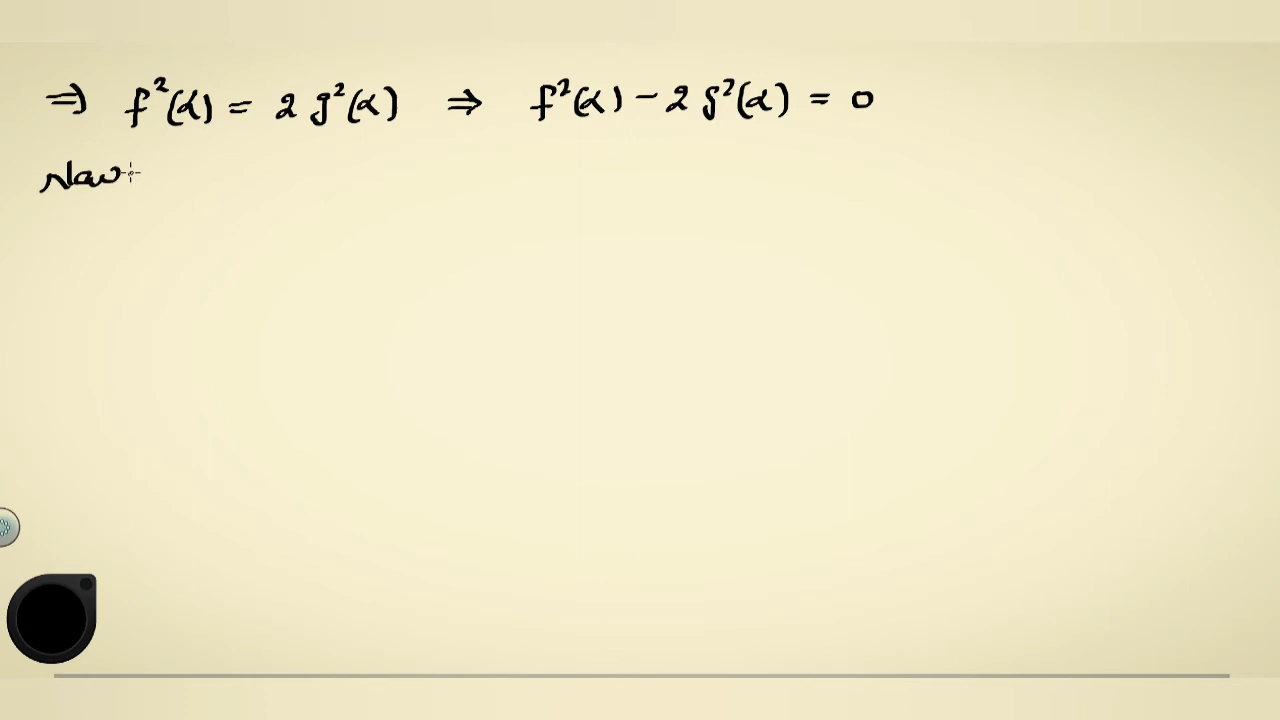 ⇒ f²(α) = 2 g²(α) ⇒ f²(α) − 2 g²(α) = 0
Now